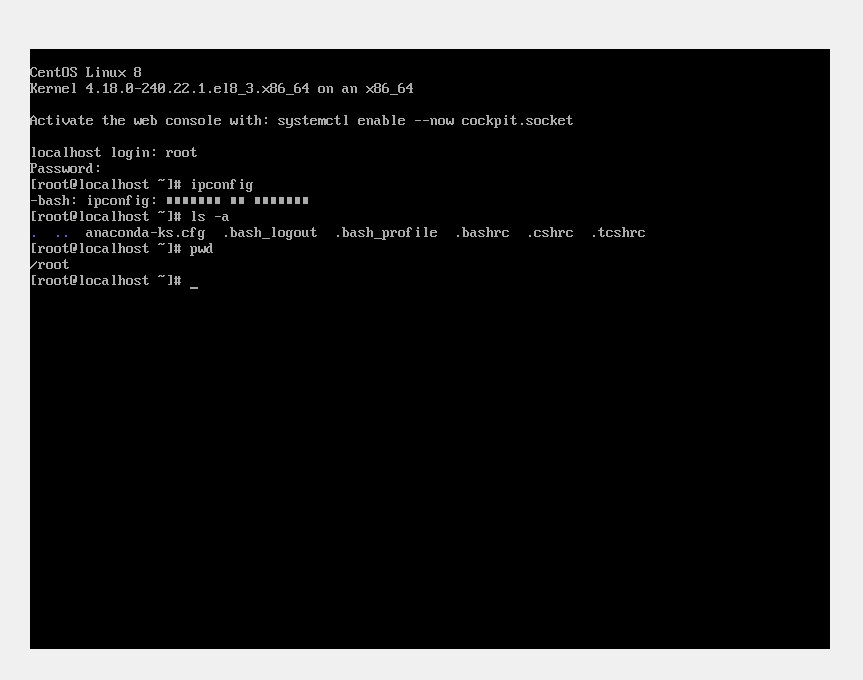 CentOS Linux 8
Kernel 4.18.0-240.22.1.el8_3.x86_64 on an x86_64
Activate the web console with: systemctl enable --now cockpit.socket
localhost login: root
Password:
[root@localhost ~]# ipconfig
-bash: ipconfig: ■■■■■■■ ■■ ■■■■■■■
[root@localhost ~]# ls -a
.  ..  anaconda-ks.cfg  .bash_logout  .bash_profile  .bashrc  .cshrc  .tcshrc
[root@localhost ~]# pwd
/root
[root@localhost ~]# _